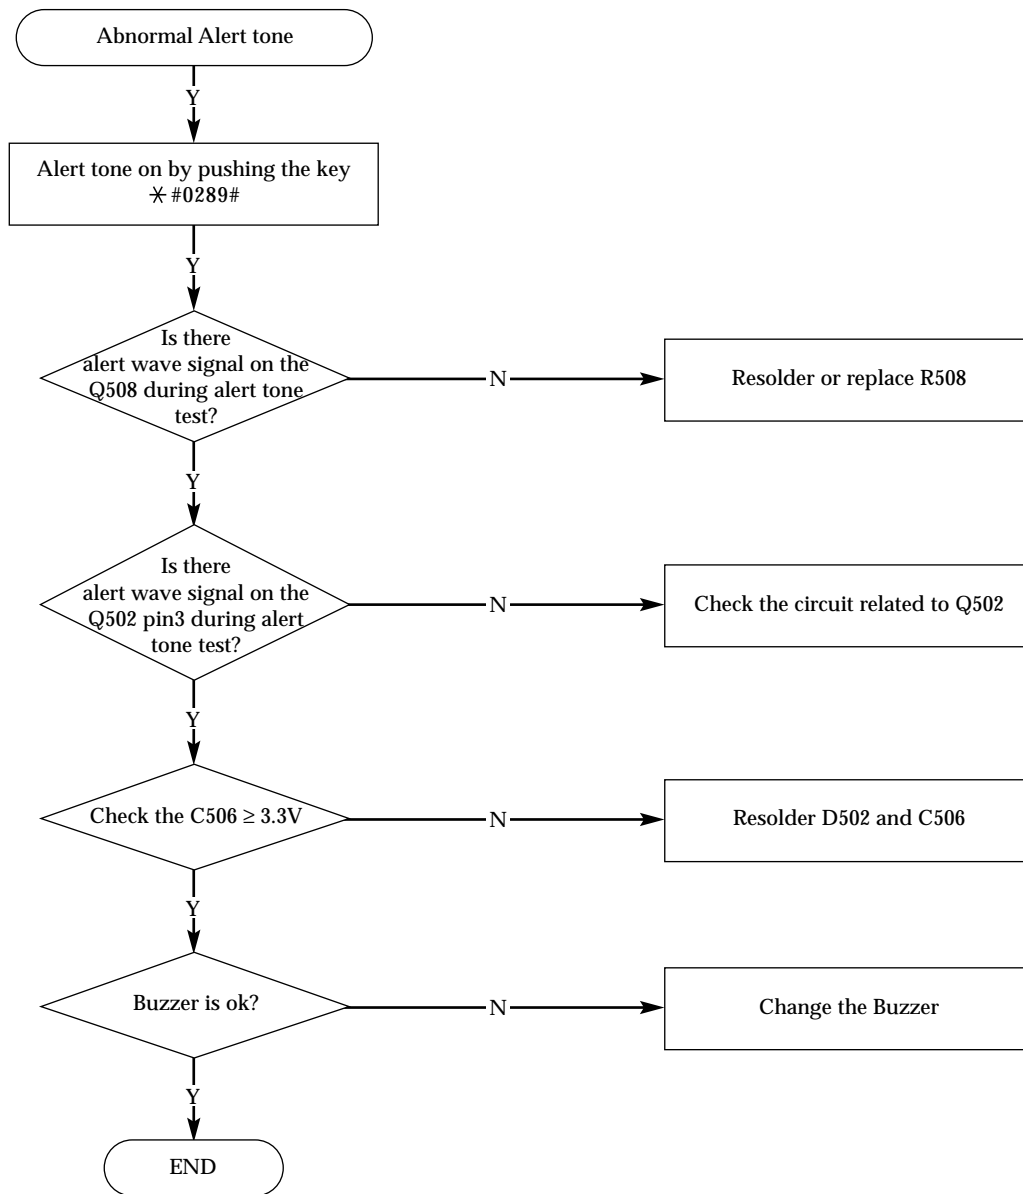 Abnormal Alert tone
Y
Alert tone on by pushing the key
*#0289#
Y
Is there
alert wave signal on the
Q508 during alert tone
test?
N
Resolder or replace R508
Y
Is there
alert wave signal on the
Q502 pin3 during alert
tone test?
N
Check the circuit related to Q502
Y
Check the C506 ≥ 3.3V
N
Resolder D502 and C506
Y
Buzzer is ok?
N
Change the Buzzer
Y
END